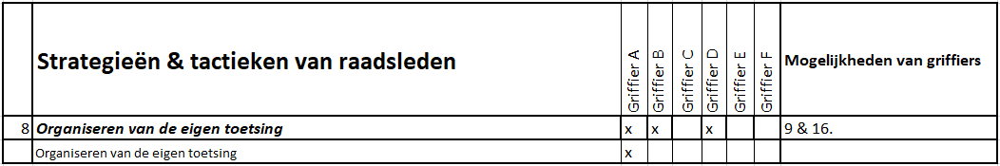 Strategieën & tactieken van raadsleden Griffier A Griffier B Griffier C Griffier D Griffier E Griffier F Mogelijkheden van griffiers
8 Organiseren van de eigen toetsing x x x 9 & 16.
Organiseren van de eigen toetsing x